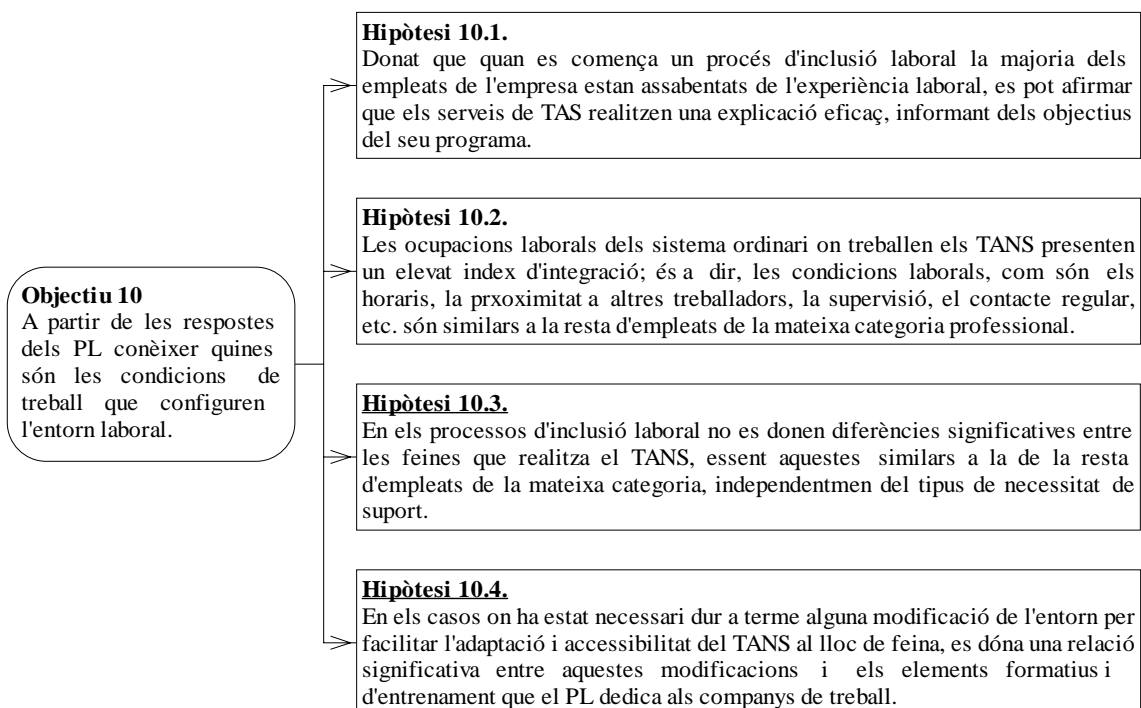 Objectiu 10
A partir de les respostes
dels PL conèixer quines
són les condicions de
treball que configuren
l'entorn laboral.
Hipòtesi 10.1.
Donat que quan es comença un procés d'inclusió laboral la majoria dels
empleats de l'empresa estan assabentats de l'experiència laboral, es pot afirmar
que els serveis de TAS realitzen una explicació eficaç, informant dels objectius
del seu programa.
Hipòtesi 10.2.
Les ocupacions laborals dels sistema ordinari on treballen els TANS presenten
un elevat index d'integració; és a dir, les condicions laborals, com són els
horaris, la prxoximitat a altres treballadors, la supervisió, el contacte regular,
etc. són similars a la resta d'empleats de la mateixa categoria professional.
Hipòtesi 10.3.
En els processos d'inclusió laboral no es donen diferències significatives entre
les feines que realitza el TANS, essent aquestes similars a la de la resta
d'empleats de la mateixa categoria, independentmen del tipus de necessitat de
suport.
Hipòtesi 10.4.
En els casos on ha estat necessari dur a terme alguna modificació de l'entorn per
facilitar l'adaptació i accessibilitat del TANS al lloc de feina, es dóna una relació
significativa entre aquestes modificacions i els elements formatius i
d'entrenament que el PL dedica als companys de treball.